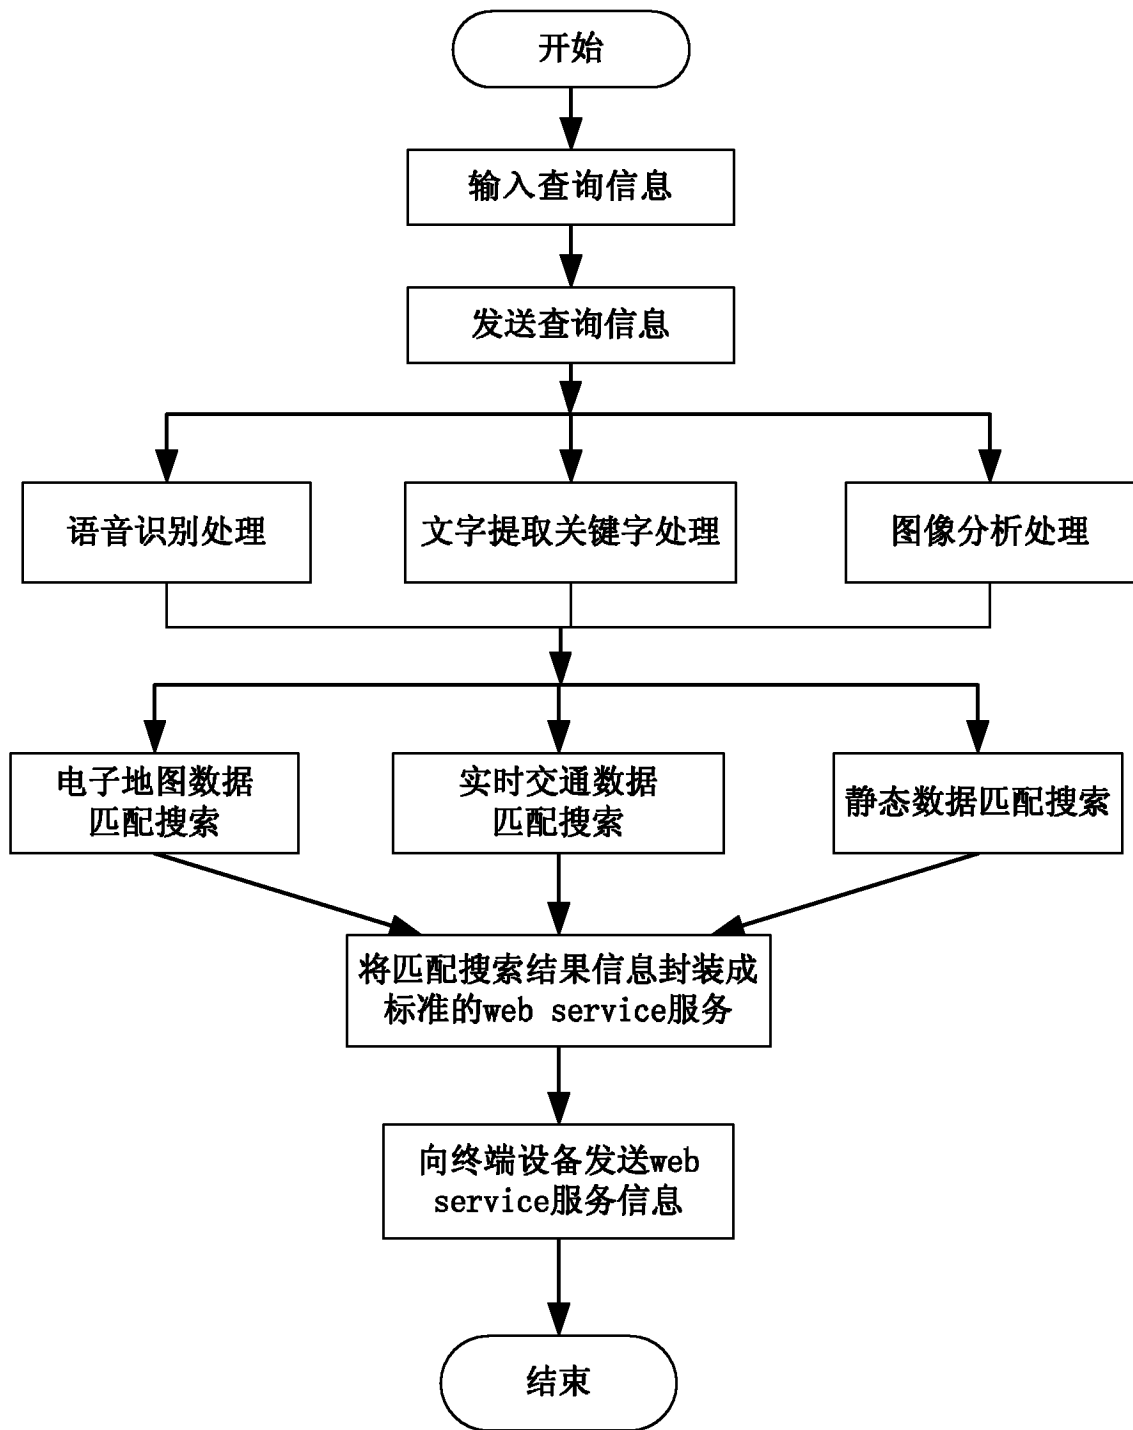 开始
输入查询信息
发送查询信息
语音识别处理
文字提取关键字处理
图像分析处理
电子地图数据
匹配搜索
实时交通数据
匹配搜索
静态数据匹配搜索
将匹配搜索结果信息封装成
标准的web service服务
向终端设备发送web
service服务信息
结束